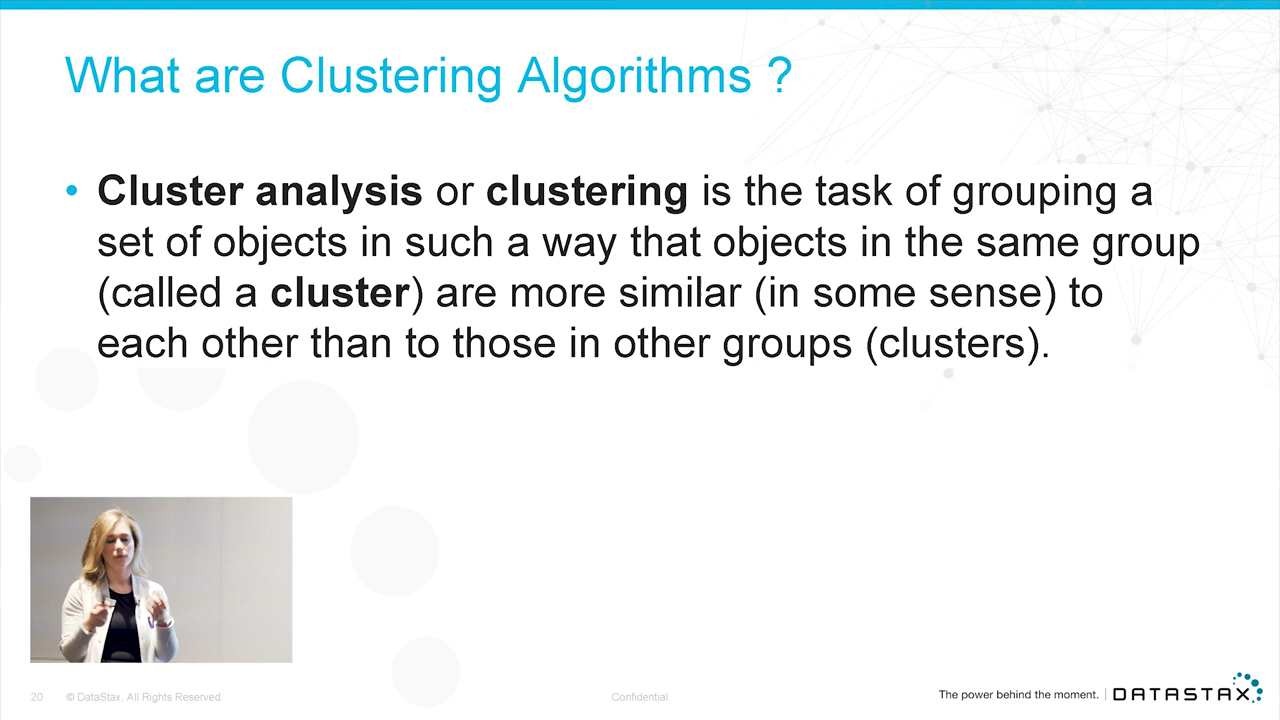 What are Clustering Algorithms ?
• Cluster analysis or clustering is the task of grouping a
set of objects in such a way that objects in the same group
(called a cluster) are more similar (in some sense) to
each other than to those in other groups (clusters).
20 © DataStax, All Rights Reserved. Confidential The power behind the moment. | DATASTAX